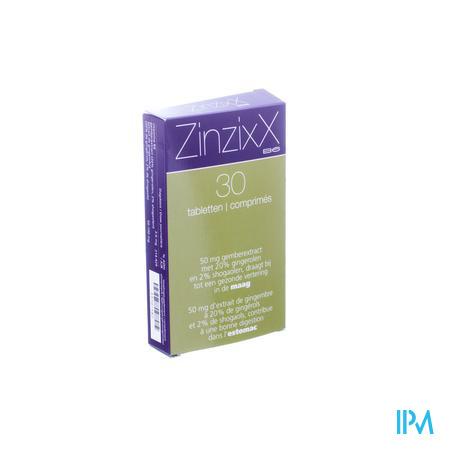 ZinzixX
B6
30
tabletten | comprimés
50 mg gemberextract
met 20% gingerolen
en 2% shogaolen, draagt bij
tot een gezonde vertering
in de maag
50 mg d'extrait de gingembre
à 20% de gingérols
et 2% de shogaols, contribue
à une bonne digestion
dans l'estomac
IPM